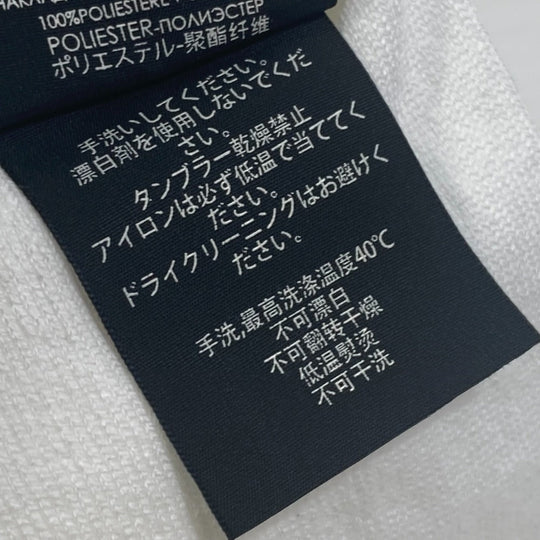 100%POLIESTERE
POLIESTER-ПОЛИЭСТЕР
ポリエステル-聚酯纤维
手洗いしてください。
漂白剤を使用しないでくだ
さい。
タンブラー乾燥禁止
アイロンは必ず低温で当ててく
ださい。
ドライクリーニングはお避けく
ださい。
手洗,最高洗涤温度40℃
不可漂白
不可翻转干燥
低温熨烫
不可干洗